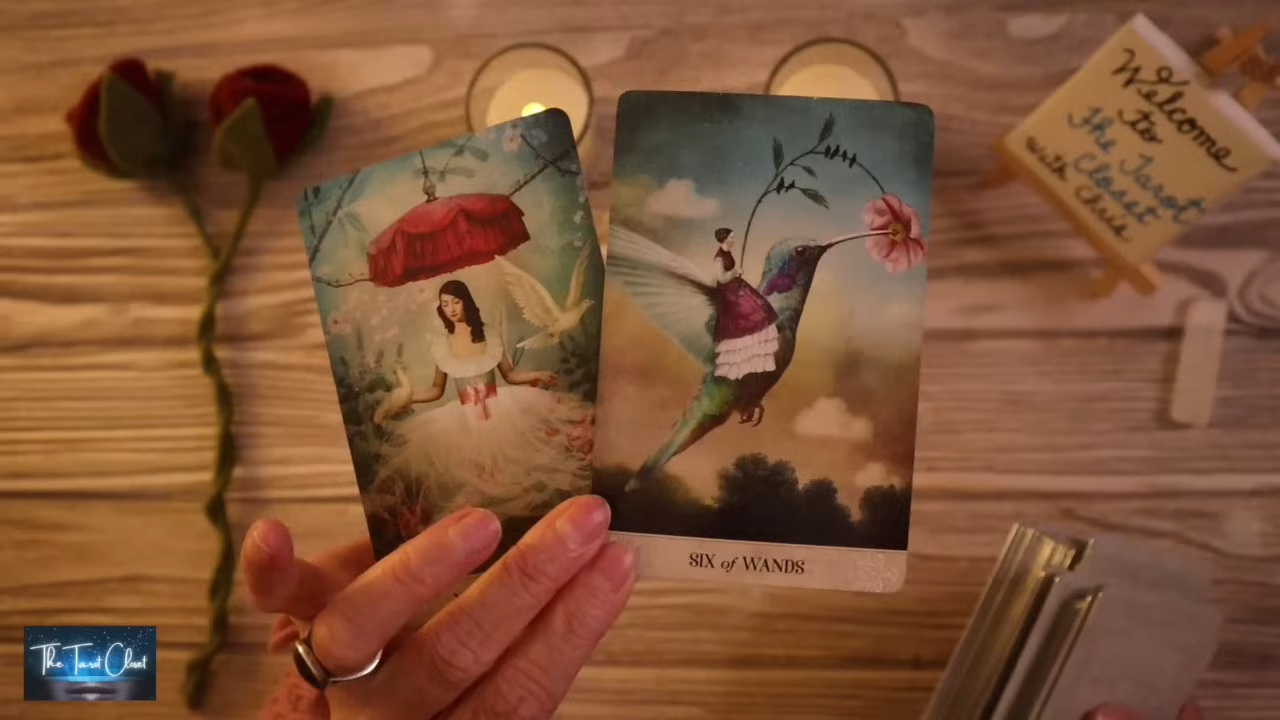 Welcome
to
The Tarot
Closet
with Chris
SIX of WANDS
The Tarot Closet